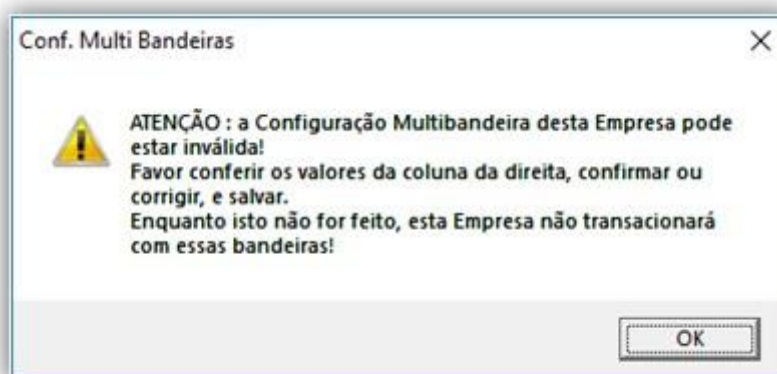 Conf. Multi Bandeiras
ATENÇÃO : a Configuração Multibandeira desta Empresa pode
estar inválida!
Favor conferir os valores da coluna da direita, confirmar ou
corrigir, e salvar.
Enquanto isto não for feito, esta Empresa não transacionará
com essas bandeiras!
OK